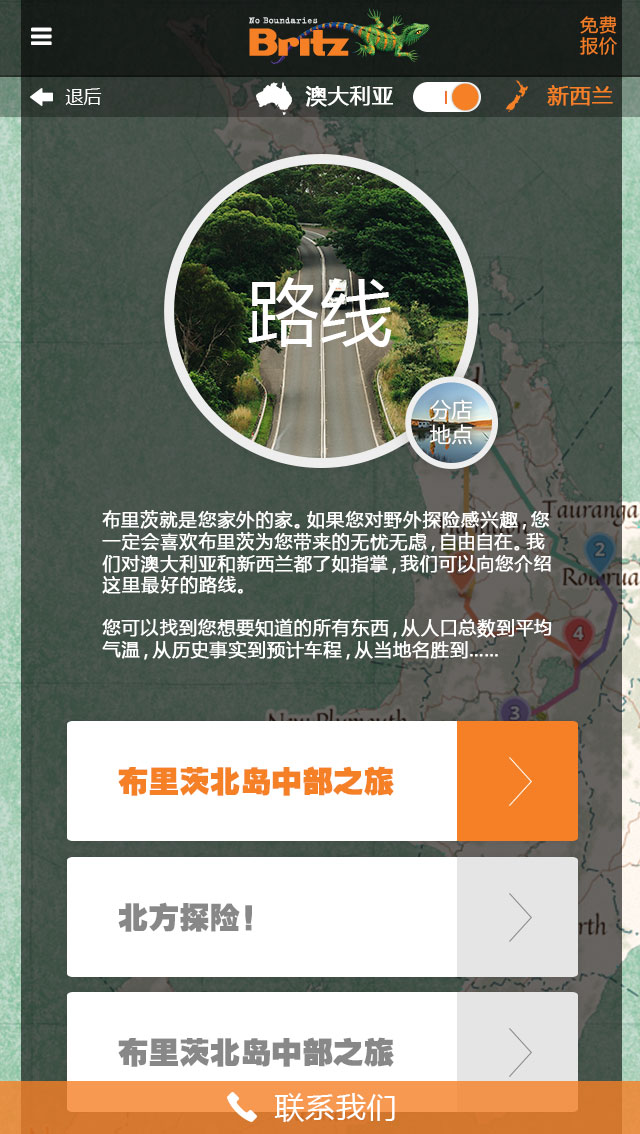 No Boundaries
Britz
免费
报价
退后
澳大利亚
新西兰
路线
分店
地点
布里茨就是您家外的家。如果您对野外探险感兴趣，您
一定会喜欢布里茨为您带来的无忧无虑，自由自在。我
们对澳大利亚和新西兰都了如指掌，我们可以向您介绍
这里最好的路线。
您可以找到您想要知道的所有东西，从人口总数到平均
气温，从历史事实到预计车程，从当地名胜到……
Tauranga
2
4
3
New Plymouth
布里茨北岛中部之旅
北方探险！
布里茨北岛中部之旅
联系我们